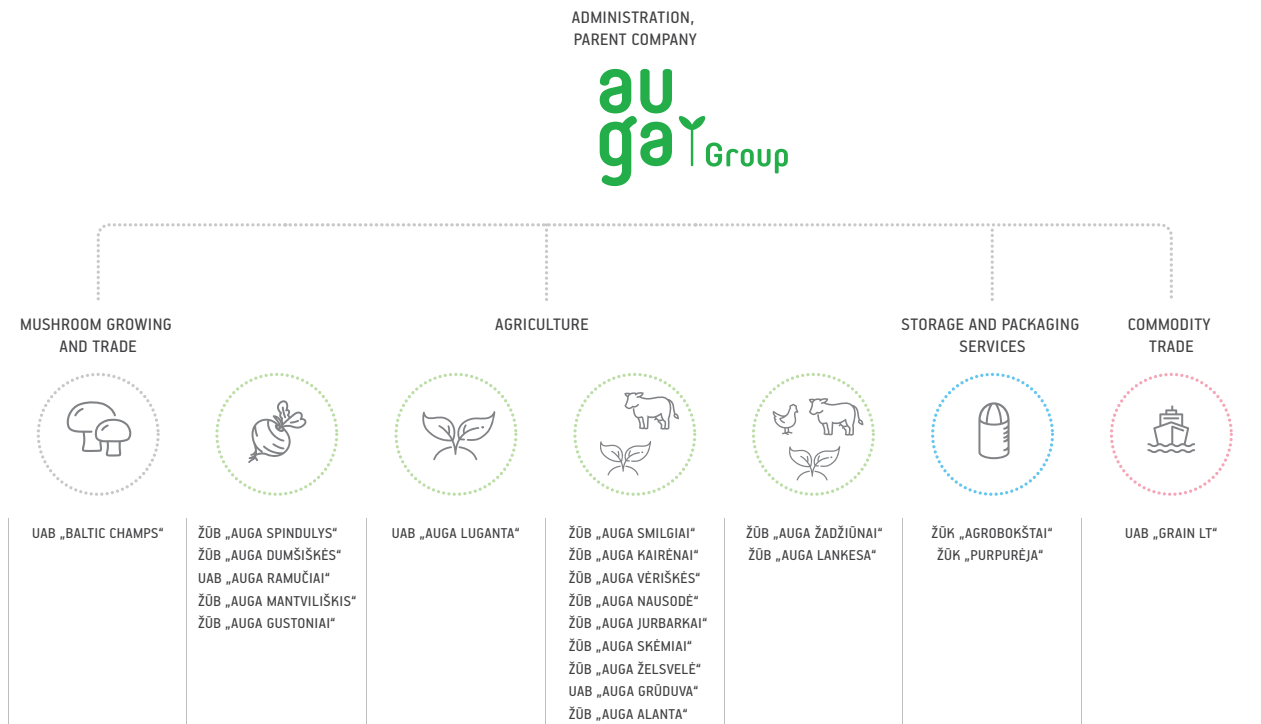 ADMINISTRATION,
PARENT COMPANY
au
ga Group
MUSHROOM GROWING
AND TRADE
AGRICULTURE
STORAGE AND PACKAGING
SERVICES
COMMODITY
TRADE
UAB „BALTIC CHAMPS“
ŽŪB „AUGA SPINDULYS“
ŽŪB „AUGA DUMŠIŠKĖS“
UAB „AUGA RAMUČIAI“
ŽŪB „AUGA MANTVILIŠKIS“
ŽŪB „AUGA GUSTONIAI“
UAB „AUGA LUGANTA“
ŽŪB „AUGA SMILGIAI“
ŽŪB „AUGA KAIRĖNAI“
ŽŪB „AUGA VĖRIŠKĖS“
ŽŪB „AUGA NAUSODĖ“
ŽŪB „AUGA JURBARKAI“
ŽŪB „AUGA SKĖMIAI“
ŽŪB „AUGA ŽELSVELĖ“
UAB „AUGA GRŪDUVA“
ŽŪB „AUGA ALANTA“
ŽŪB „AUGA ŽADŽIŪNAI“
ŽŪB „AUGA LANKESA“
ŽŪK „AGROBOKŠTAI“
ŽŪK „PURPURĖJA“
UAB „GRAIN LT“